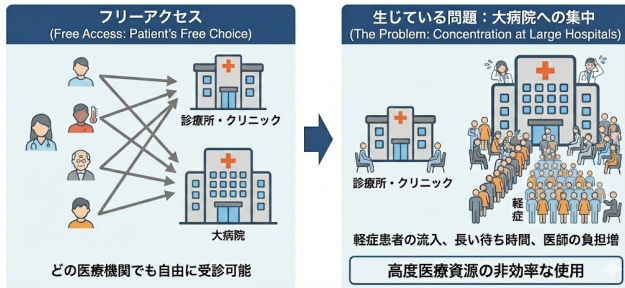 フリーアクセス
(Free Access: Patient's Free Choice)
診療所・クリニック
大病院
どの医療機関でも自由に受診可能
生じている問題：大病院への集中
(The Problem: Concentration at Large Hospitals)
診療所・クリニック
軽症
軽症患者の流入、長い待ち時間、医師の負担増
高度医療資源の非効率な使用